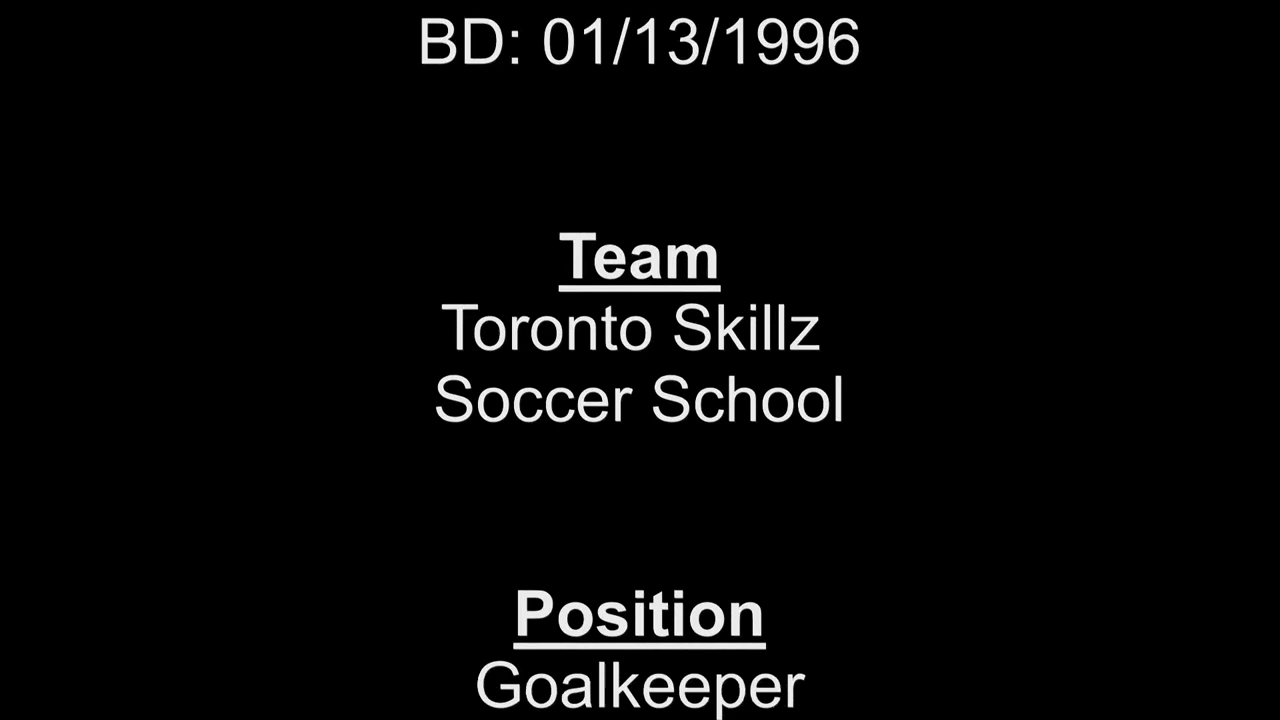 BD: 01/13/1996
Team
Toronto Skillz
Soccer School
Position
Goalkeeper